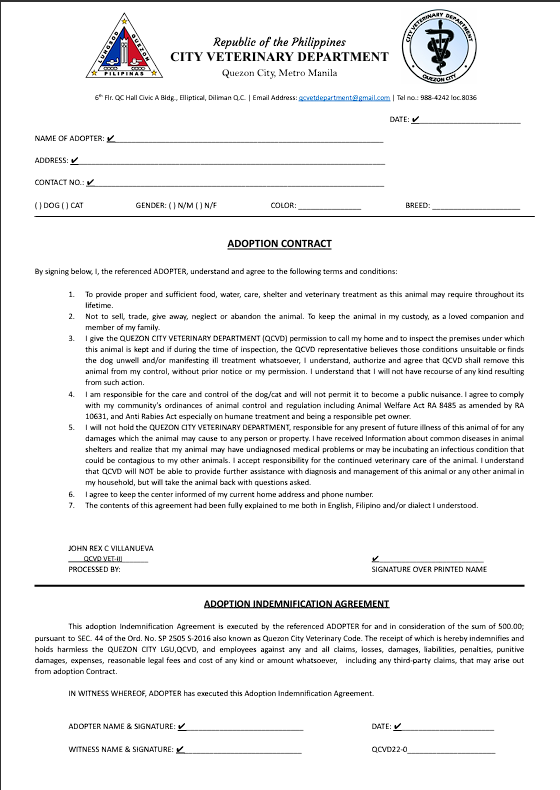 LUNGSOD QUEZON
PILIPINAS
Republic of the Philippines
CITY VETERINARY DEPARTMENT
Quezon City, Metro Manila
CITY VETERINARY DEPARTMENT
QUEZON CITY
6th Flr. QC Hall Civic A Bldg., Elliptical, Diliman Q.C. | Email Address: qcvetdepartment@gmail.com | Tel no.: 988-4242 loc.8036
DATE: ✔____________________
NAME OF ADOPTER: ✔____________________
ADDRESS: ✔____________________
CONTACT NO.: ✔____________________
( ) DOG ( ) CAT GENDER: ( ) N/M ( ) N/F COLOR: ______________ BREED: ____________________
ADOPTION CONTRACT
By signing below, I, the referenced ADOPTER, understand and agree to the following terms and conditions:
1. To provide proper and sufficient food, water, care, shelter and veterinary treatment as this animal may require throughout its
lifetime.
2. Not to sell, trade, give away, neglect or abandon the animal. To keep the animal in my custody, as a loved companion and
member of my family.
3. I give the QUEZON CITY VETERINARY DEPARTMENT (QCVD) permission to call my home and to inspect the premises under which
this animal is kept and if during the time of inspection, the QCVD representative believes those conditions unsuitable or finds
the dog unwell and/or manifesting ill treatment whatsoever, I understand, authorize and agree that QCVD shall remove this
animal from my control, without prior notice or my permission. I understand that I will not have recourse of any kind resulting
from such action.
4. I am responsible for the care and control of the dog/cat and will not permit it to become a public nuisance. I agree to comply
with my community's ordinances of animal control and regulation including Animal Welfare Act RA 8485 as amended by RA
10631, and Anti Rabies Act especially on humane treatment and being a responsible pet owner.
5. I will not hold the QUEZON CITY VETERINARY DEPARTMENT, responsible for any present of future illness of this animal of for any
damages which the animal may cause to any person or property. I have received Information about common diseases in animal
shelters and realize that my animal may have undiagnosed medical problems or may be incubating an infectious condition that
could be contagious to my other animals. I accept responsibility for the continued veterinary care of the animal. I understand
that QCVD will NOT be able to provide further assistance with diagnosis and management of this animal or any other animal in
my household, but will take the animal back with questions asked.
6. I agree to keep the center informed of my current home address and phone number.
7. The contents of this agreement had been fully explained to me both in English, Filipino and/or dialect I understood.
JOHN REX C VILLANUEVA
QCVD VET-III ✔____________________
PROCESSED BY: SIGNATURE OVER PRINTED NAME
ADOPTION INDEMNIFICATION AGREEMENT
This adoption Indemnification Agreement is executed by the referenced ADOPTER for and in consideration of the sum of 500.00;
pursuant to SEC. 44 of the Ord. No. SP 2505 S-2016 also known as Quezon City Veterinary Code. The receipt of which is hereby indemnifies and
holds harmless the QUEZON CITY LGU,QCVD, and employees against any and all claims, losses, damages, liabilities, penalties, punitive
damages, expenses, reasonable legal fees and cost of any kind or amount whatsoever, including any third-party claims, that may arise out
from adoption Contract.
IN WITNESS WHEREOF, ADOPTER has executed this Adoption Indemnification Agreement.
ADOPTER NAME & SIGNATURE: ✔____________________ DATE: ✔____________________
WITNESS NAME & SIGNATURE: ✔____________________ QCVD22-0____________________